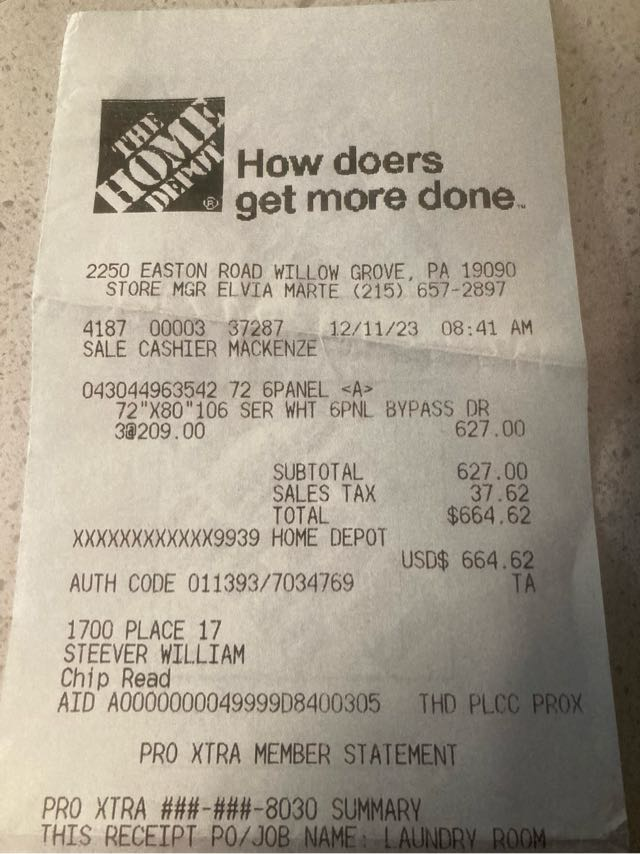 THE
HOME
DEPOT
®
How doers
get more done™
2250 EASTON ROAD WILLOW GROVE, PA 19090
STORE MGR ELVIA MARTE (215) 657-2897
4187 00003 37287 12/11/23 08:41 AM
SALE CASHIER MACKENZE
043044963542 72 6PANEL <A>
72"X80"106 SER WHT 6PNL BYPASS DR
3@209.00 627.00
SUBTOTAL 627.00
SALES TAX 37.62
TOTAL $664.62
XXXXXXXXXXXX9939 HOME DEPOT
USD$ 664.62
AUTH CODE 011393/7034769 TA
1700 PLACE 17
STEEVER WILLIAM
Chip Read
AID A0000000049999D8400305 THD PLCC PROX
PRO XTRA MEMBER STATEMENT
PRO XTRA ###-###-8030 SUMMARY
THIS RECEIPT PO/JOB NAME: LAUNDRY ROOM